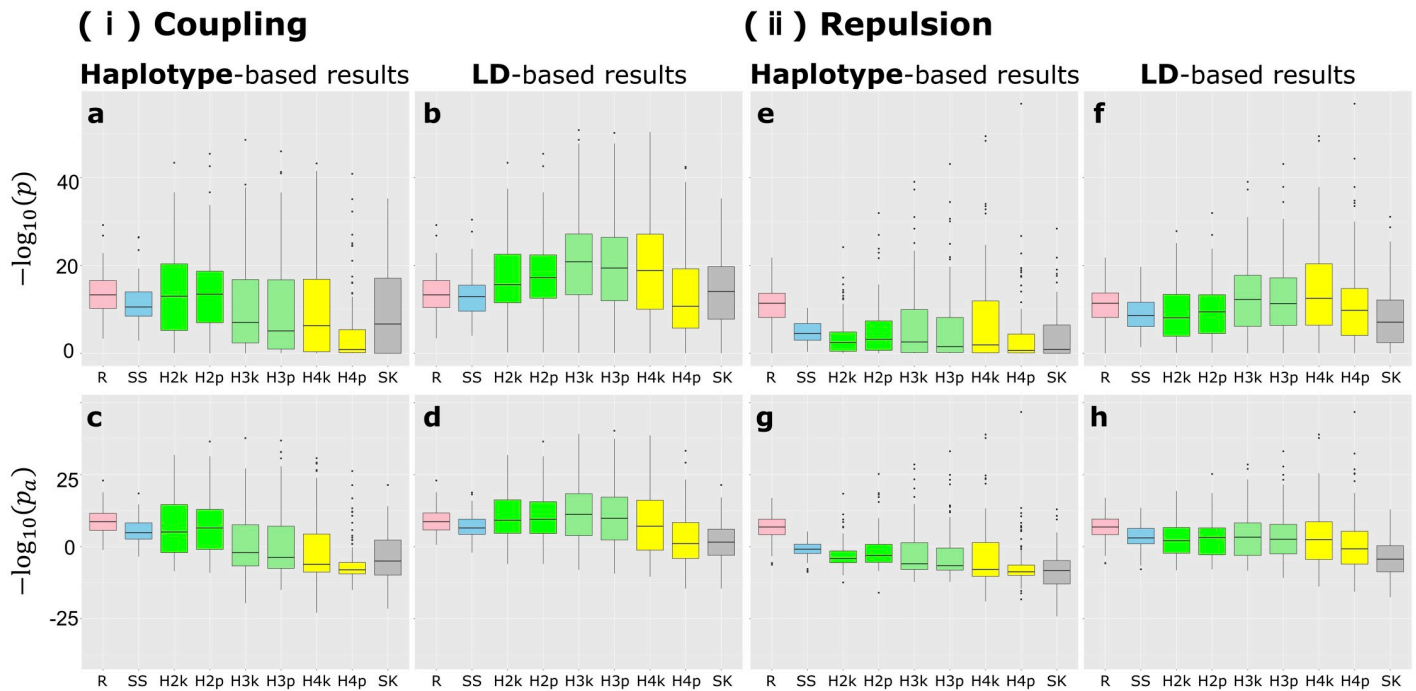 ( ⅰ ) Coupling
( ⅱ ) Repulsion
Haplotype-based results
LD-based results
Haplotype-based results
LD-based results
a
b
e
f
−log₁₀(p)
40
20
0
R SS H2k H2p H3k H3p H4k H4p SK
R SS H2k H2p H3k H3p H4k H4p SK
R SS H2k H2p H3k H3p H4k H4p SK
R SS H2k H2p H3k H3p H4k H4p SK
c
d
g
h
−log₁₀(pₐ)
25
0
-25
R SS H2k H2p H3k H3p H4k H4p SK
R SS H2k H2p H3k H3p H4k H4p SK
R SS H2k H2p H3k H3p H4k H4p SK
R SS H2k H2p H3k H3p H4k H4p SK